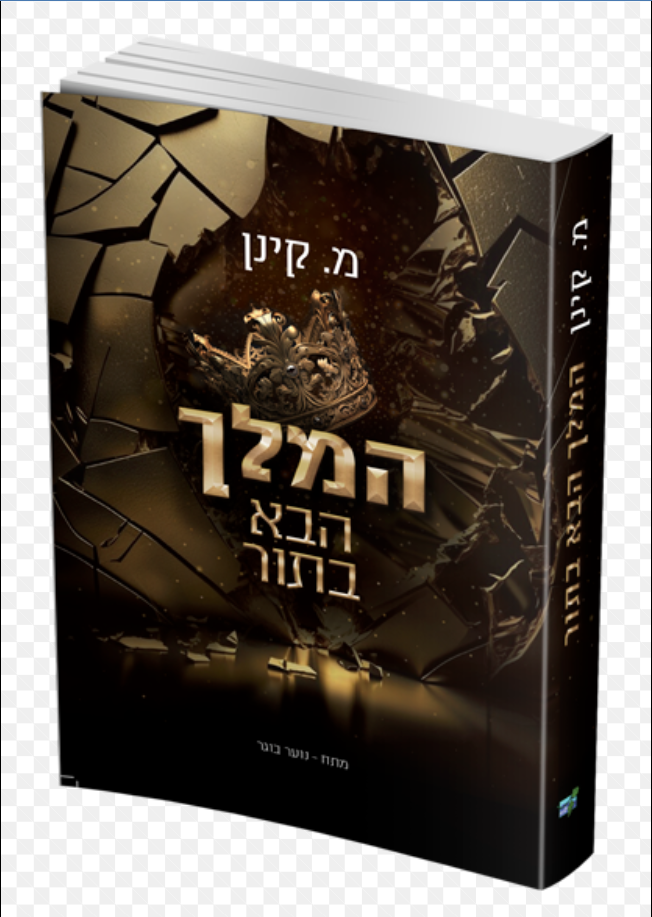 מ. קינן
המלך
הבא
בתור
מתח - נוער בוגר
מ. קינן המלך הבא בתור